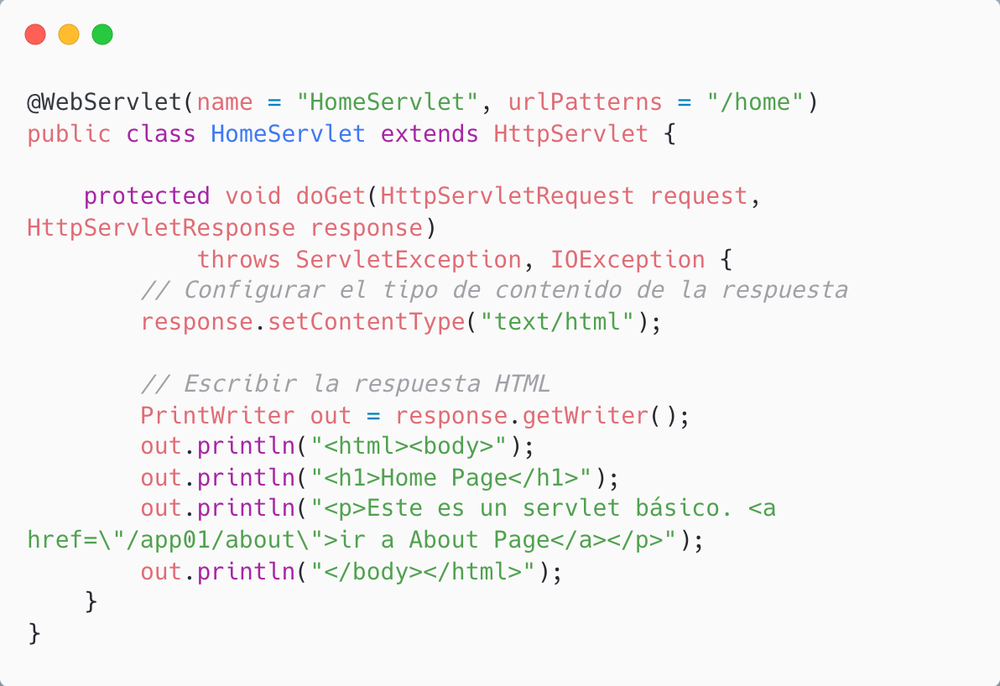 @WebServlet(name = "HomeServlet", urlPatterns = "/home")
public class HomeServlet extends HttpServlet {

    protected void doGet(HttpServletRequest request,
HttpServletResponse response)
            throws ServletException, IOException {
        // Configurar el tipo de contenido de la respuesta
        response.setContentType("text/html");

        // Escribir la respuesta HTML
        PrintWriter out = response.getWriter();
        out.println("<html><body>");
        out.println("<h1>Home Page</h1>");
        out.println("<p>Este es un servlet básico. <a
href=\"/app01/about\">ir a About Page</a></p>");
        out.println("</body></html>");
    }
}